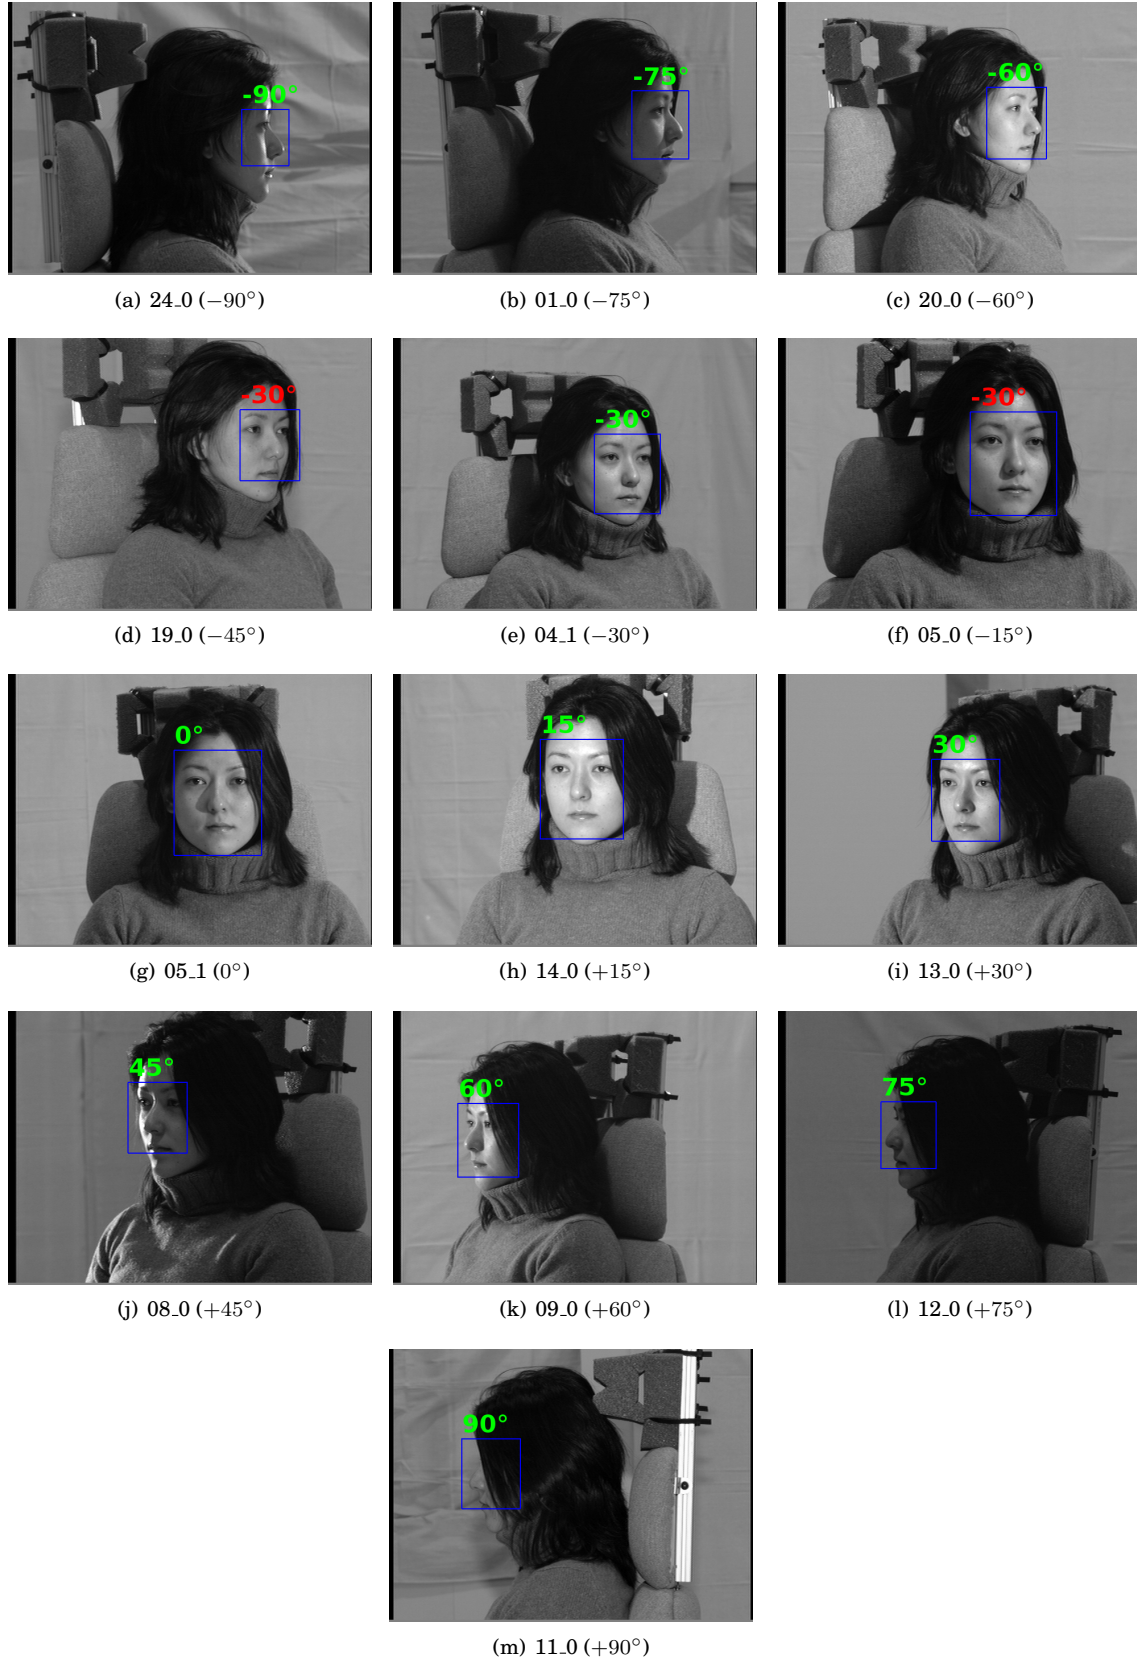 -90°
-75°
-60°
(a) 24_0 (−90°)
(b) 01_0 (−75°)
(c) 20_0 (−60°)
-30°
-30°
-30°
(d) 19_0 (−45°)
(e) 04_1 (−30°)
(f) 05_0 (−15°)
0°
15°
30°
(g) 05_1 (0°)
(h) 14_0 (+15°)
(i) 13_0 (+30°)
45°
60°
75°
(j) 08_0 (+45°)
(k) 09_0 (+60°)
(l) 12_0 (+75°)
90°
(m) 11_0 (+90°)